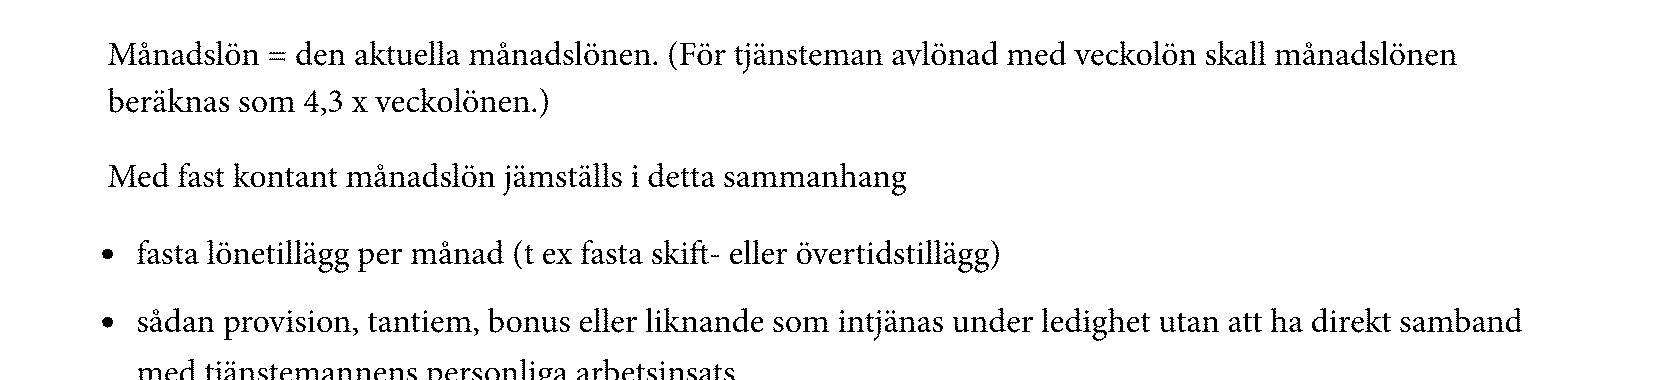 Månadslön = den aktuella månadslönen. (För tjänsteman avlönad med veckolön skall månadslönen
beräknas som 4,3 x veckolönen.)
Med fast kontant månadslön jämställs i detta sammanhang
• fasta lönetillägg per månad (t ex fasta skift- eller övertidstillägg)
• sådan provision, tantiem, bonus eller liknande som intjänas under ledighet utan att ha direkt samband
med tjänstemannens personliga arbetsinsats